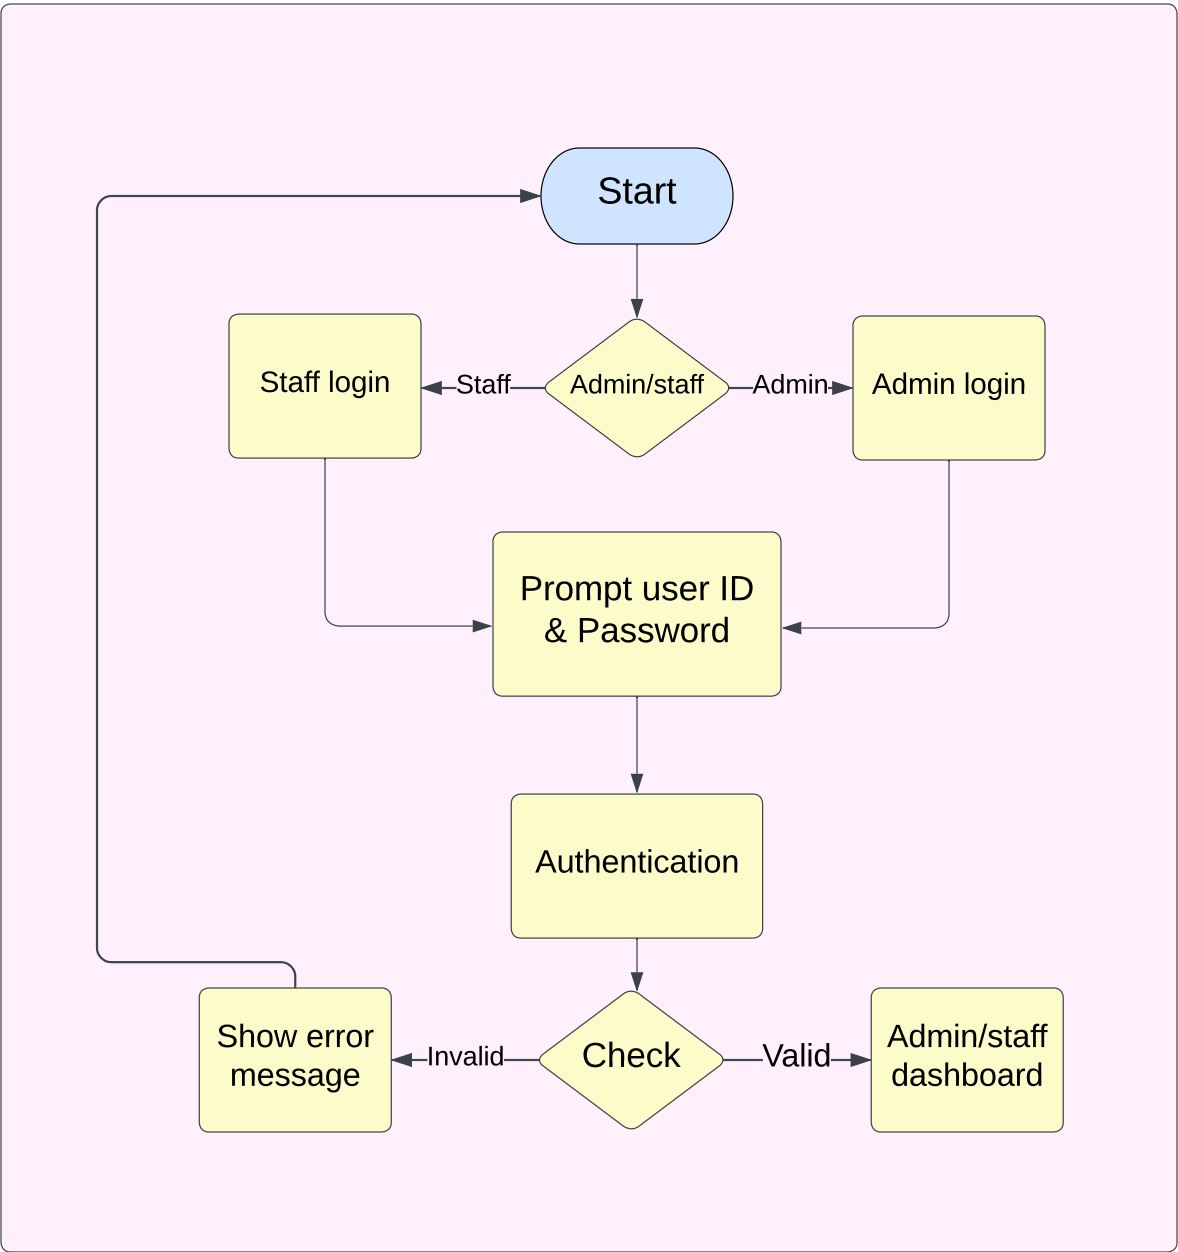 Start
Staff login
Staff
Admin/staff
Admin
Admin login
Prompt user ID
& Password
Authentication
Show error
message
Invalid
Check
Valid
Admin/staff
dashboard